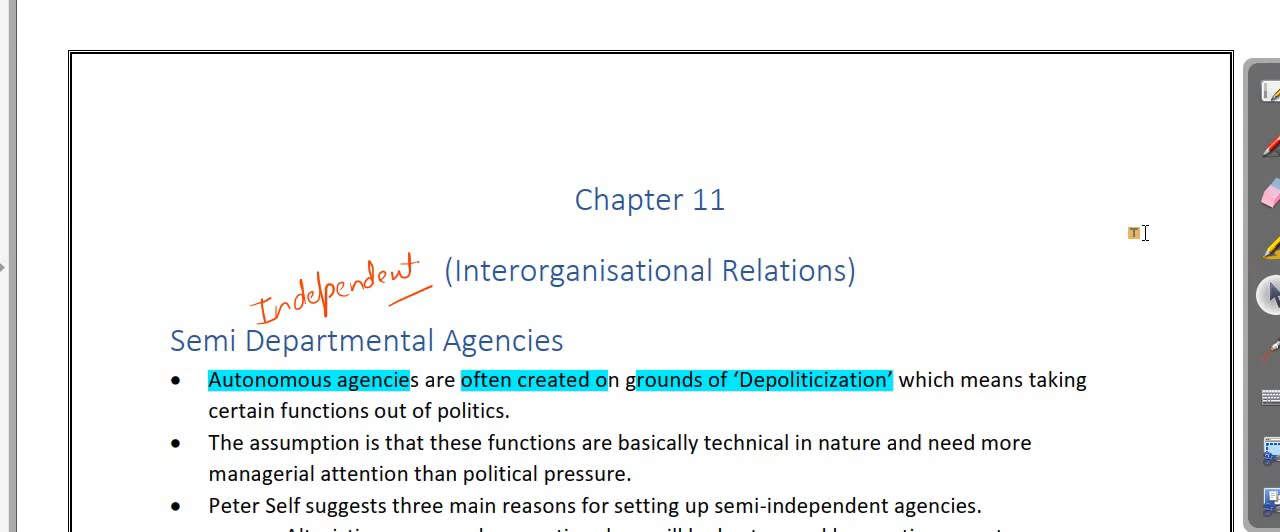 Chapter 11
(Interorganisational Relations)
Independent
Semi Departmental Agencies
• Autonomous agencies are often created on grounds of ‘Depoliticization’ which means taking
certain functions out of politics.
• The assumption is that these functions are basically technical in nature and need more
managerial attention than political pressure.
• Peter Self suggests three main reasons for setting up semi-independent agencies.